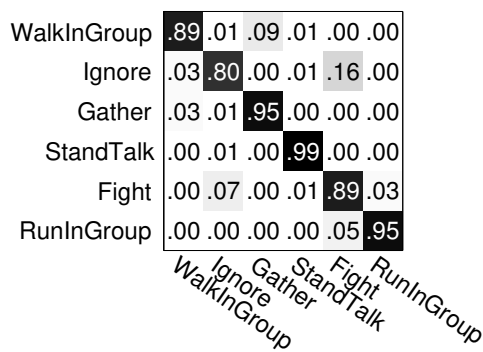 WalkInGroup .89 .01 .09 .01 .00 .00
Ignore .03 .80 .00 .01 .16 .00
Gather .03 .01 .95 .00 .00 .00
StandTalk .00 .01 .00 .99 .00 .00
Fight .00 .07 .00 .01 .89 .03
RunInGroup .00 .00 .00 .00 .05 .95
WalkInGroup
Ignore
Gather
StandTalk
Fight
RunInGroup